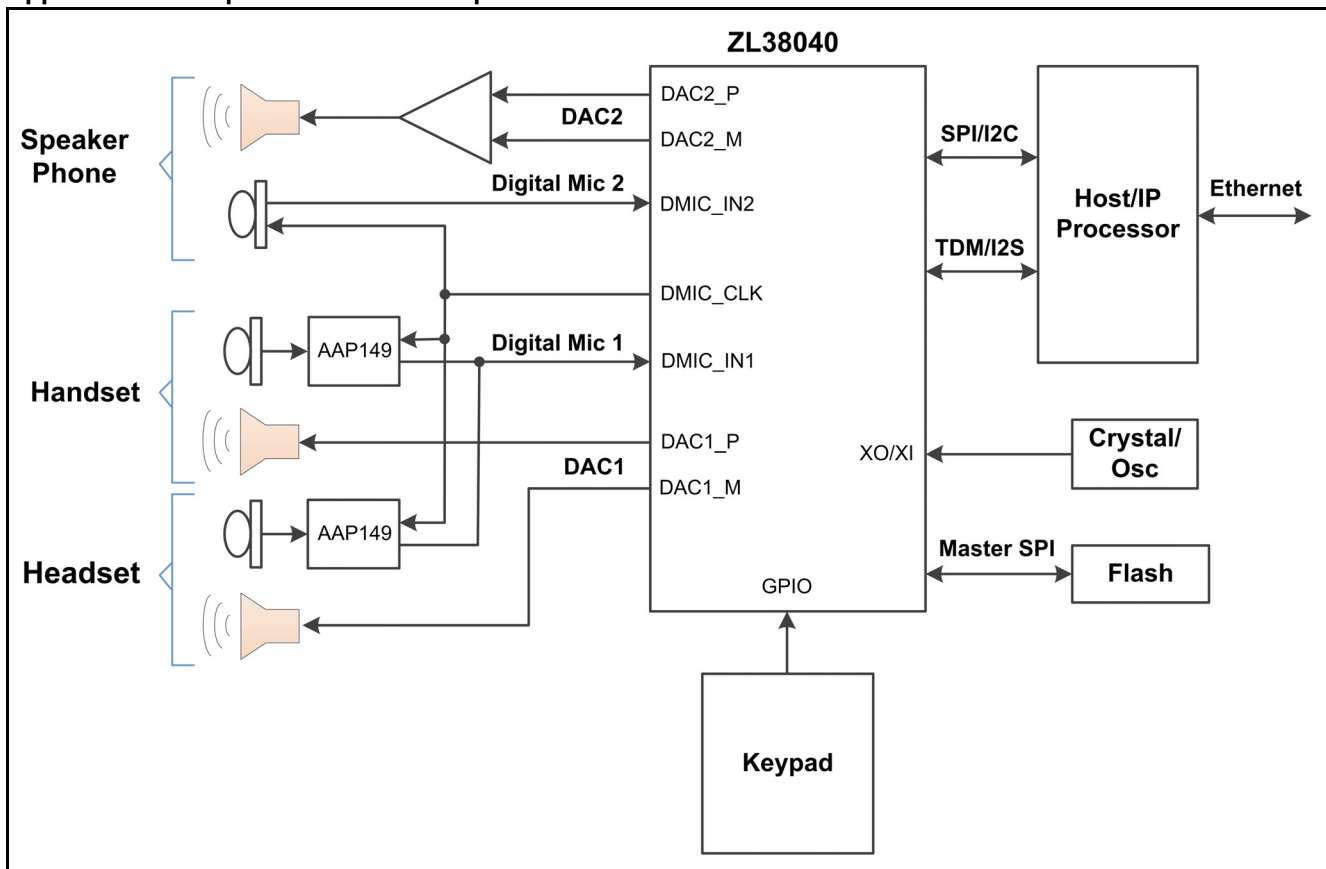 ZL38040
Speaker
Phone
DAC2_P
DAC2
DAC2_M
Digital Mic 2
DMIC_IN2
DMIC_CLK
Handset
AAP149
Digital Mic 1
DMIC_IN1
DAC1_P
DAC1
DAC1_M
Headset
AAP149
GPIO
Keypad
SPI/I2C
TDM/I2S
Host/IP
Processor
Ethernet
XO/XI
Crystal/
Osc
Master SPI
Flash